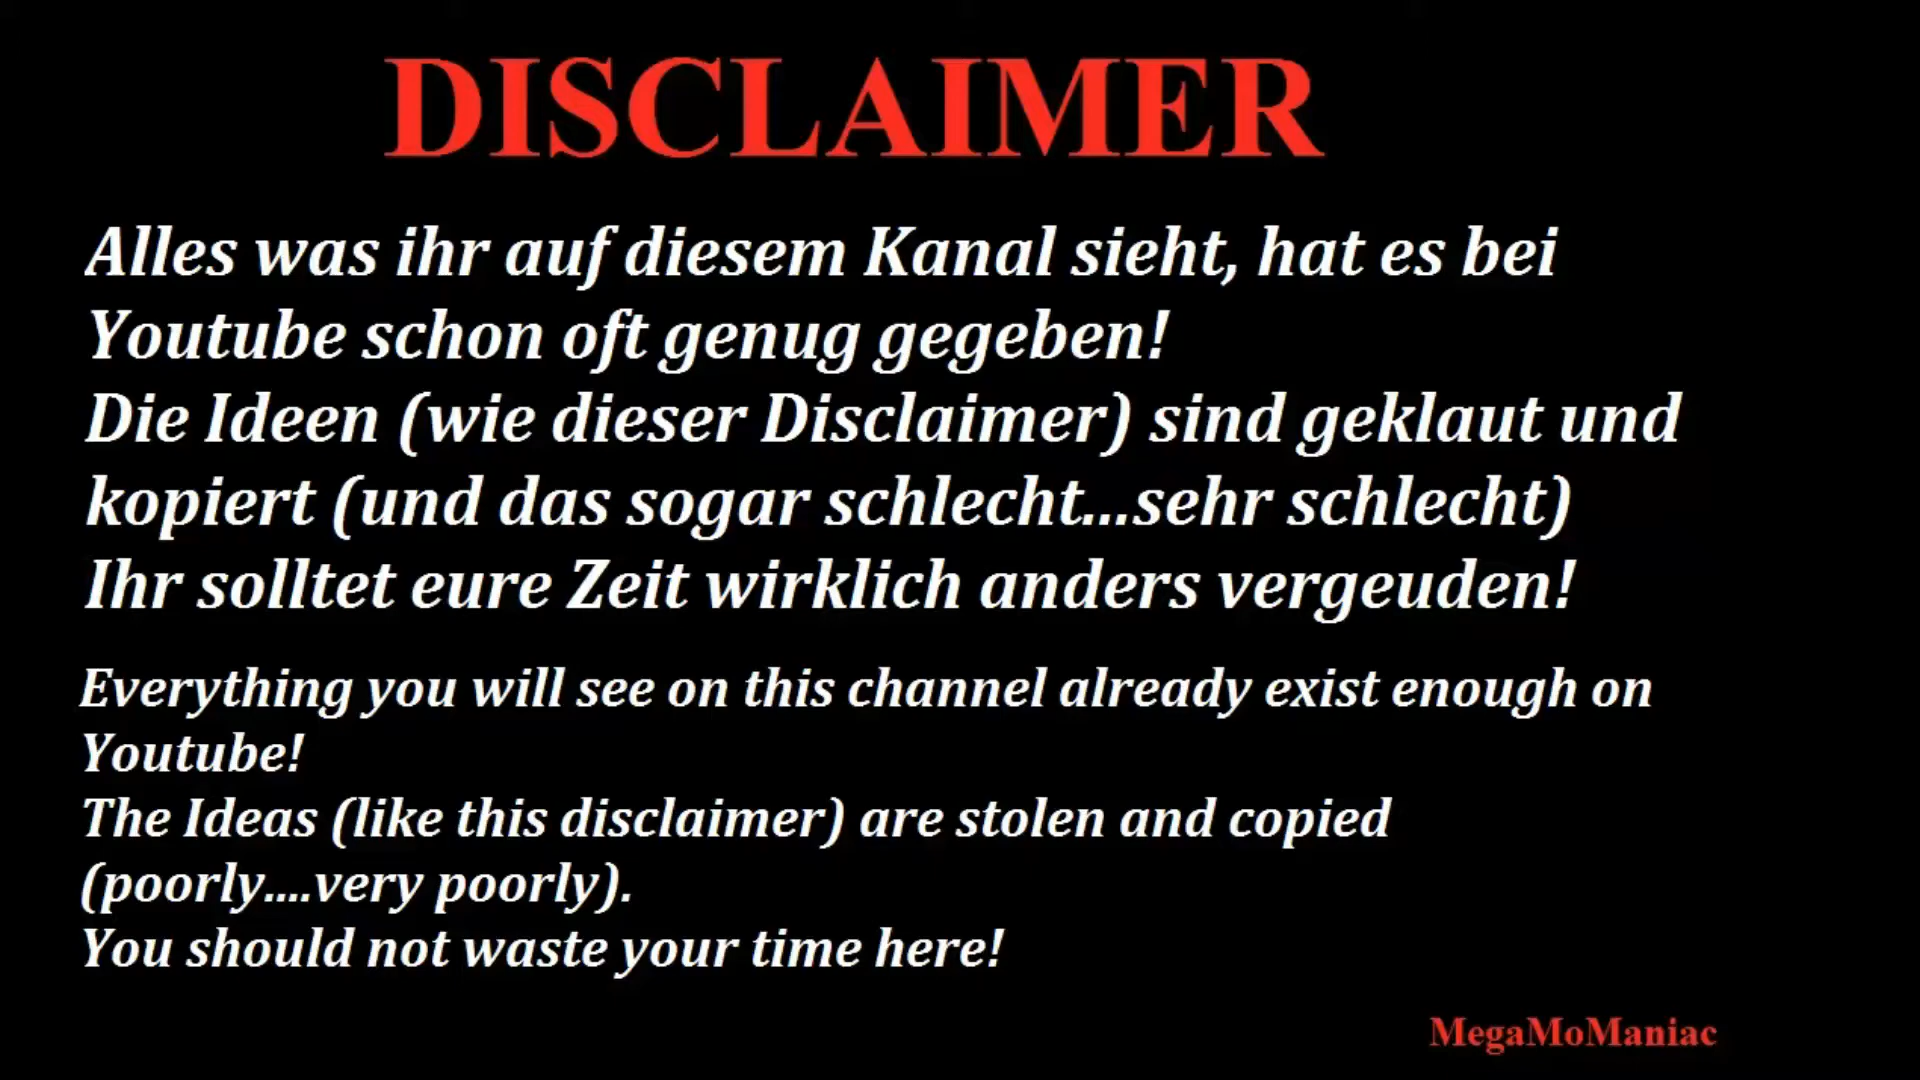 DISCLAIMER
Alles was ihr auf diesem Kanal sieht, hat es bei
Youtube schon oft genug gegeben!
Die Ideen (wie dieser Disclaimer) sind geklaut und
kopiert (und das sogar schlecht...sehr schlecht)
Ihr solltet eure Zeit wirklich anders vergeuden!
Everything you will see on this channel already exist enough on
Youtube!
The Ideas (like this disclaimer) are stolen and copied
(poorly....very poorly).
You should not waste your time here!
MegaMoManiac